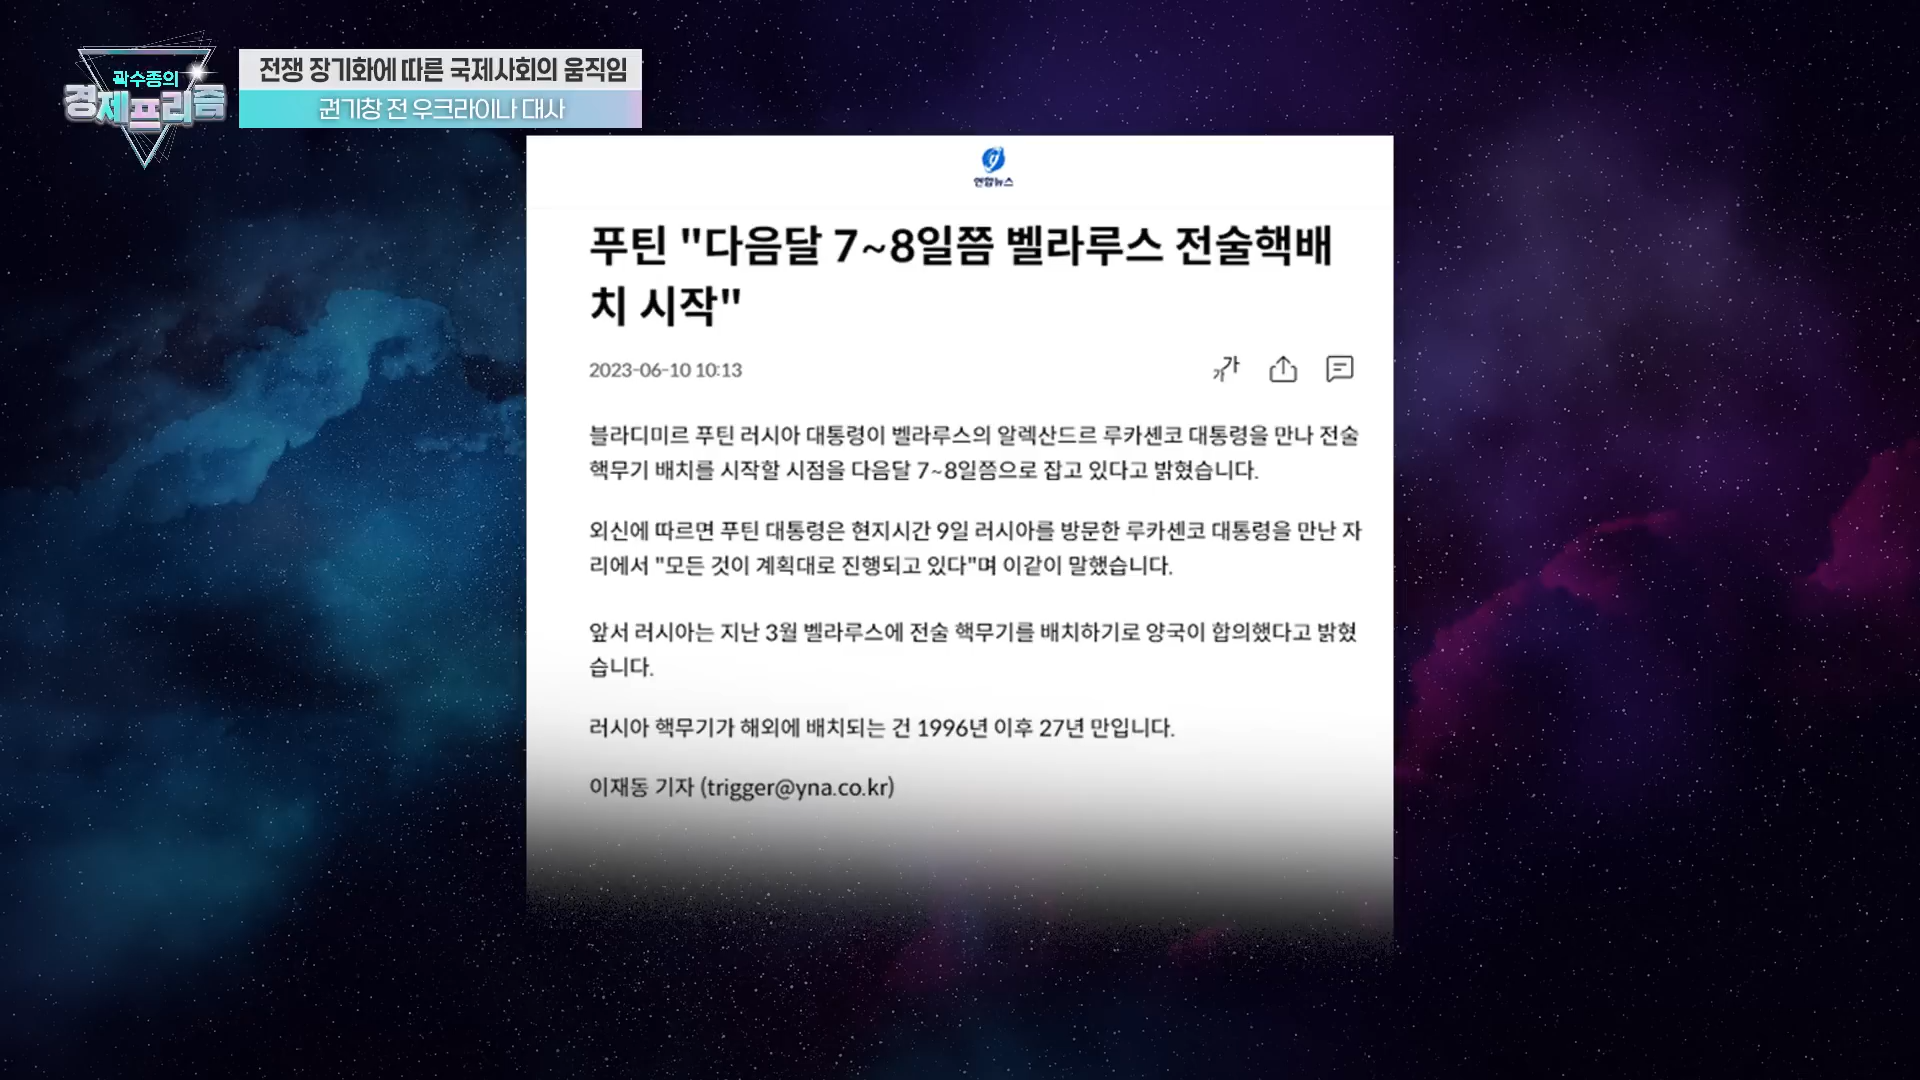 곽수종의
경제프리즘
전쟁 장기화에 따른 국제사회의 움직임
권기창 전 우크라이나 대사
연합뉴스
푸틴 "다음달 7~8일쯤 벨라루스 전술핵배
치 시작"
2023-06-10 10:13
가가
블라디미르 푸틴 러시아 대통령이 벨라루스의 알렉산드르 루카셴코 대통령을 만나 전술
핵무기 배치를 시작할 시점을 다음달 7~8일쯤으로 잡고 있다고 밝혔습니다.
외신에 따르면 푸틴 대통령은 현지시간 9일 러시아를 방문한 루카셴코 대통령을 만난 자
리에서 "모든 것이 계획대로 진행되고 있다"며 이같이 말했습니다.
앞서 러시아는 지난 3월 벨라루스에 전술 핵무기를 배치하기로 양국이 합의했다고 밝혔
습니다.
러시아 핵무기가 해외에 배치되는 건 1996년 이후 27년 만입니다.
이재동 기자 (trigger@yna.co.kr)